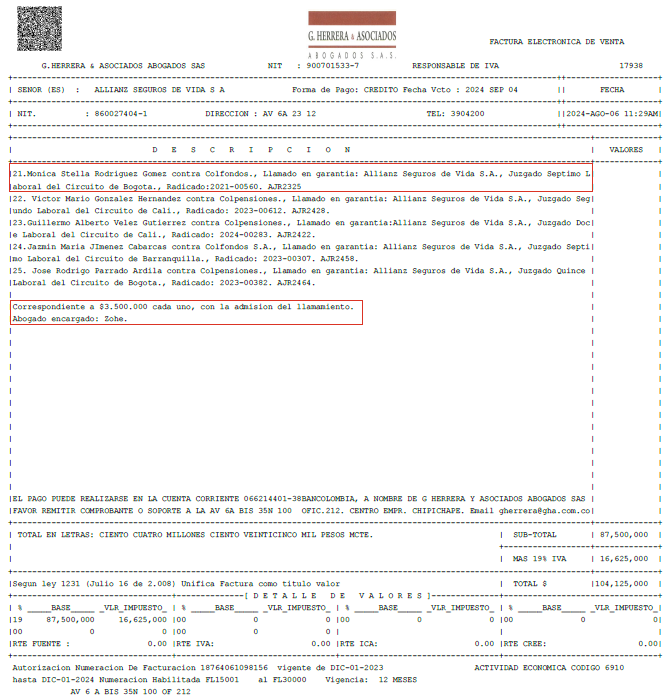 G. HERRERA & ASOCIADOS
ABOGADOS S.A.S.
FACTURA ELECTRONICA DE VENTA
G.HERRERA & ASOCIADOS ABOGADOS SAS NIT : 900701533-7 RESPONSABLE DE IVA 17938
SENOR (ES) : ALLIANZ SEGUROS DE VIDA S A Forma de Pago: CREDITO Fecha Vcto : 2024 SEP 04 FECHA
NIT. : 860027404-1 DIRECCION : AV 6A 23 12 TEL: 3904200 2024-AGO-06 11:29AM
D E S C R I P C I O N VALORES
21.Monica Stella Rodriguez Gomez contra Colfondos., Llamado en garantia: Allianz Seguros de Vida S.A., Juzgado Septimo L
aboral del Circuito de Bogota., Radicado:2021-00560. AJR2325
22. Victor Mario Gonzalez Hernandez contra Colpensiones., Llamado en garantia: Allianz Seguros de Vida S.A., Juzgado Seg
undo Laboral del Circuito de Cali., Radicado: 2023-00612. AJR2428.
23.Guillermo Alberto Velez Gutierrez contra Colpensiones., Llamado en garantia:Allianz Seguros de Vida S.A., Juzgado Doc
e Laboral del Circuito de Cali., Radicado: 2024-00283. AJR2422.
24.Jazmin Maria JImenez Cabarcas contra Colfondos S.A., Llamado en garantia: Allianz Seguros de Vida S.A., Juzgado Septi
mo Laboral del Circuito de Barranquilla., Radicado: 2023-00307. AJR2458.
25. Jose Rodrigo Parrado Ardila contra Colpensiones., Llamado en garantia: Allianz Seguros de Vida S.A., Juzgado Quince
Laboral del Circuito de Bogota., Radicado: 2023-00382. AJR2464.
Correspondiente a $3.500.000 cada uno, con la admision del llamamiento.
Abogado encargado: Zohe.
EL PAGO PUEDE REALIZARSE EN LA CUENTA CORRIENTE 066214401-38BANCOLOMBIA, A NOMBRE DE G HERRERA Y ASOCIADOS ABOGADOS SAS
FAVOR REMITIR COMPROBANTE O SOPORTE A LA AV 6A BIS 35N 100 OFIC.212. CENTRO EMPR. CHIPICHAPE. Email gherrera@gha.com.co
TOTAL EN LETRAS: CIENTO CUATRO MILLONES CIENTO VEINTICINCO MIL PESOS MCTE. SUB-TOTAL 87,500,000
MAS 19% IVA 16,625,000
Segun ley 1231 (Julio 16 de 2.008) Unifica Factura como titulo valor TOTAL $ 104,125,000
[ D E T A L L E D E V A L O R E S ]
% _____BASE_____ _VLR_IMPUESTO_ % _____BASE_____ _VLR_IMPUESTO_ % _____BASE_____ _VLR_IMPUESTO_ % _____BASE_____ _VLR_IMPUESTO_
19 87,500,000 16,625,000 00 0 0 00 0 0 00 0 0
00 0 0 00 0 0 00 0 0 00 0 0
RTE FUENTE : 0.00 RTE IVA: 0.00 RTE ICA: 0.00 RTE CREE: 0.00
Autorizacion Numeracion De Facturacion 18764061098156 vigente de DIC-01-2023 ACTIVIDAD ECONOMICA CODIGO 6910
hasta DIC-01-2024 Numeracion Habilitada FL15001 al FL30000 Vigencia: 12 MESES
AV 6 A BIS 35N 100 OF 212